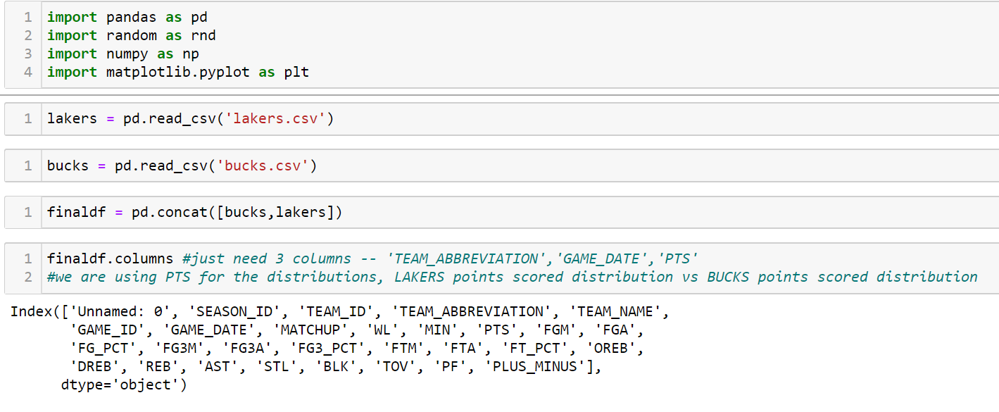 1 import pandas as pd
2 import random as rnd
3 import numpy as np
4 import matplotlib.pyplot as plt
1 lakers = pd.read_csv('lakers.csv')
1 bucks = pd.read_csv('bucks.csv')
1 finaldf = pd.concat([bucks,lakers])
1 finaldf.columns #just need 3 columns -- 'TEAM_ABBREVIATION','GAME_DATE','PTS'
2 #we are using PTS for the distributions, LAKERS points scored distribution vs BUCKS points scored distribution
Index(['Unnamed: 0', 'SEASON_ID', 'TEAM_ID', 'TEAM_ABBREVIATION', 'TEAM_NAME',
'GAME_ID', 'GAME_DATE', 'MATCHUP', 'WL', 'MIN', 'PTS', 'FGM', 'FGA',
'FG_PCT', 'FG3M', 'FG3A', 'FG3_PCT', 'FTM', 'FTA', 'FT_PCT', 'OREB',
'DREB', 'REB', 'AST', 'STL', 'BLK', 'TOV', 'PF', 'PLUS_MINUS'],
dtype='object')